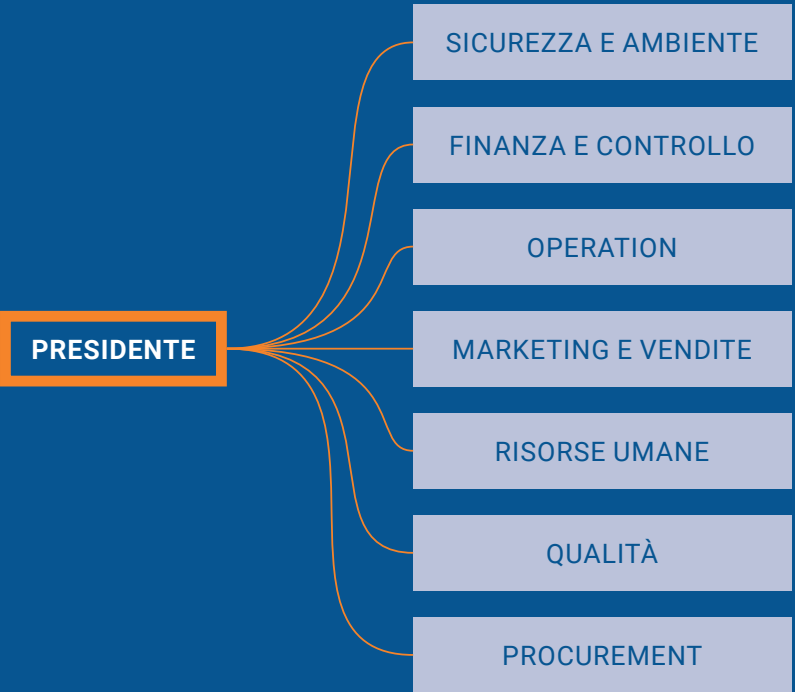 SICUREZZA E AMBIENTE
FINANZA E CONTROLLO
OPERATION
PRESIDENTE
MARKETING E VENDITE
RISORSE UMANE
QUALITÀ
PROCUREMENT